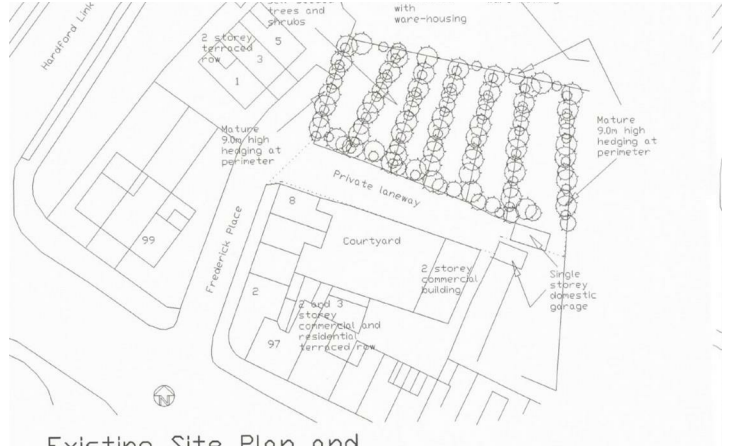 trees and
shrubs
with
ware-housing
Hardford Link
2 storey
terraced
row
5
3
1
Mature
9.0m high
hedging at
perimeter
Mature
9.0m high
hedging at
perimeter
Private laneway
8
Frederick Place
Courtyard
99
2 storey
commercial
building
Single
storey
domestic
garage
2
2 and 3
storey
commercial and
residential
terraced row
97
N
Existing Site Plan and